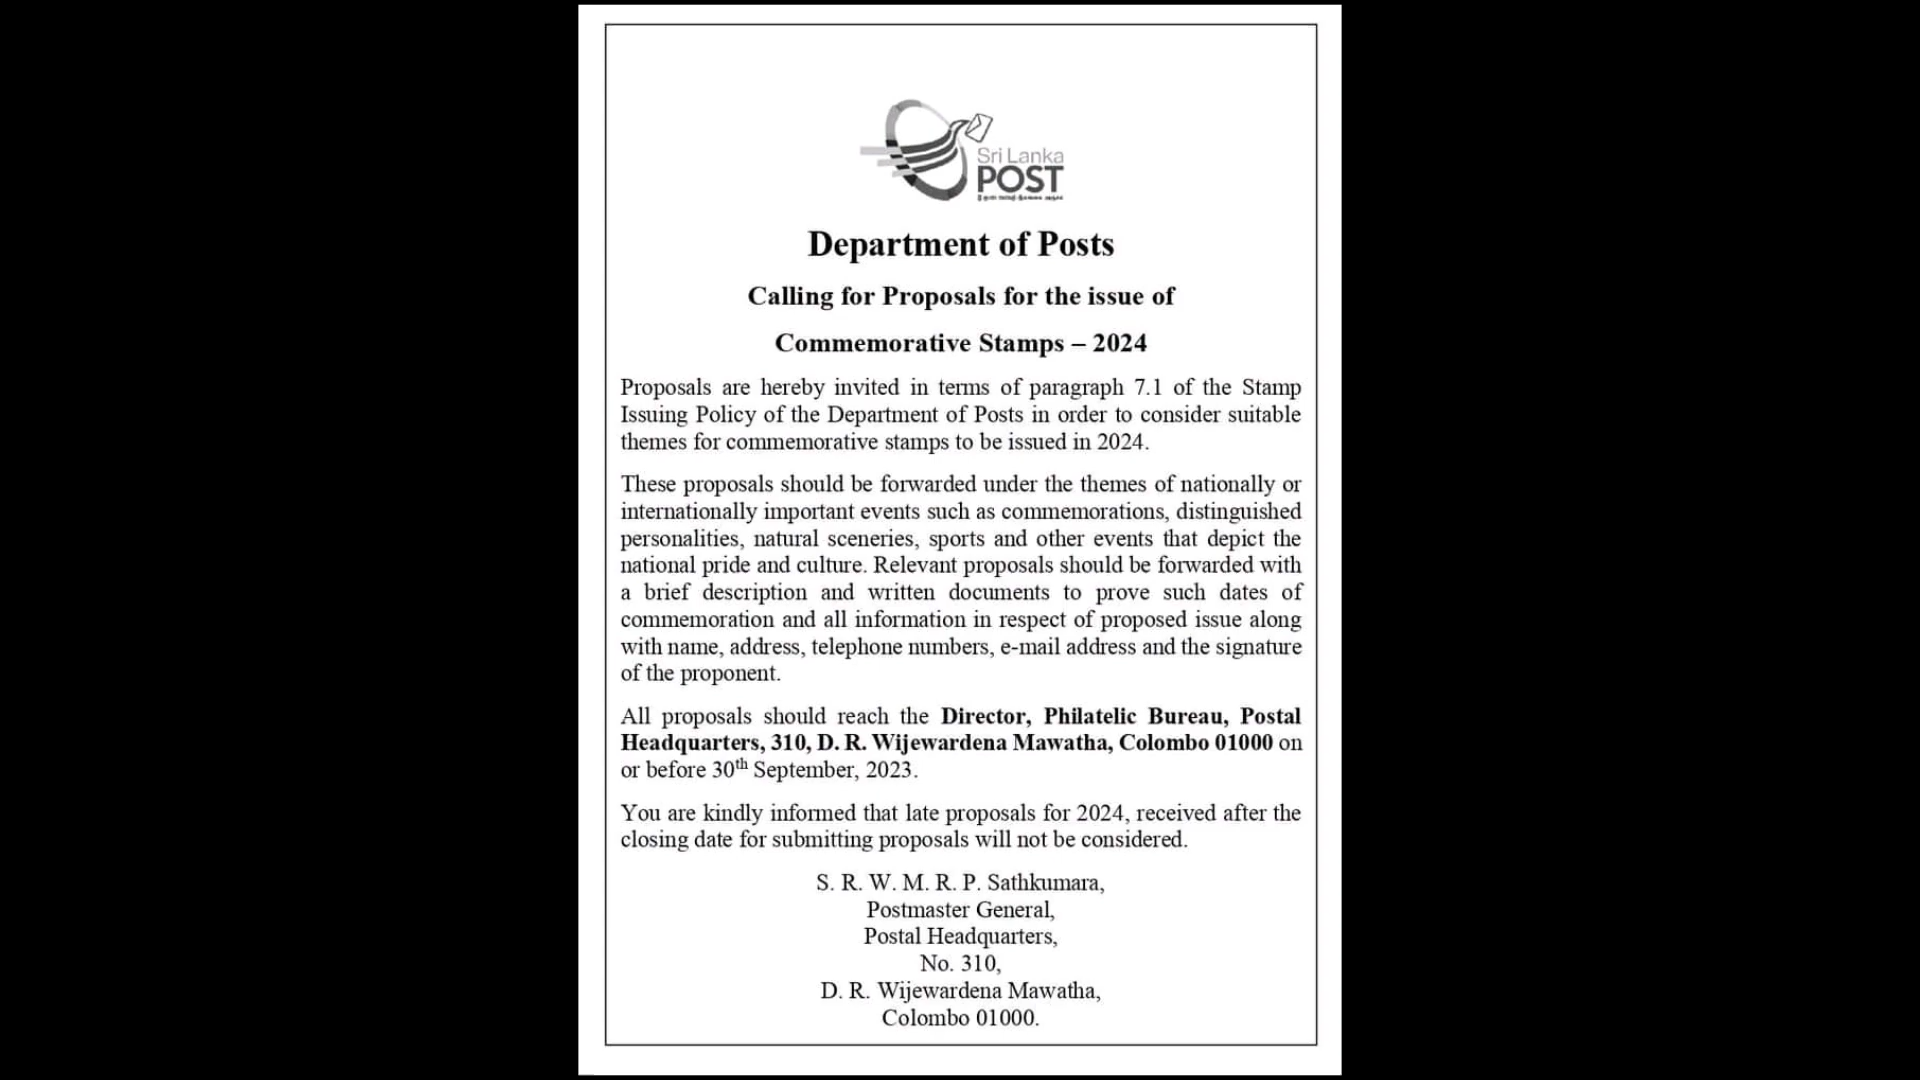 Sri Lanka
POST
Department of Posts
Calling for Proposals for the issue of
Commemorative Stamps – 2024
Proposals are hereby invited in terms of paragraph 7.1 of the Stamp
Issuing Policy of the Department of Posts in order to consider suitable
themes for commemorative stamps to be issued in 2024.
These proposals should be forwarded under the themes of nationally or
internationally important events such as commemorations, distinguished
personalities, natural sceneries, sports and other events that depict the
national pride and culture. Relevant proposals should be forwarded with
a brief description and written documents to prove such dates of
commemoration and all information in respect of proposed issue along
with name, address, telephone numbers, e-mail address and the signature
of the proponent.
All proposals should reach the Director, Philatelic Bureau, Postal
Headquarters, 310, D. R. Wijewardena Mawatha, Colombo 01000 on
or before 30th September, 2023.
You are kindly informed that late proposals for 2024, received after the
closing date for submitting proposals will not be considered.
S. R. W. M. R. P. Sathkumara,
Postmaster General,
Postal Headquarters,
No. 310,
D. R. Wijewardena Mawatha,
Colombo 01000.